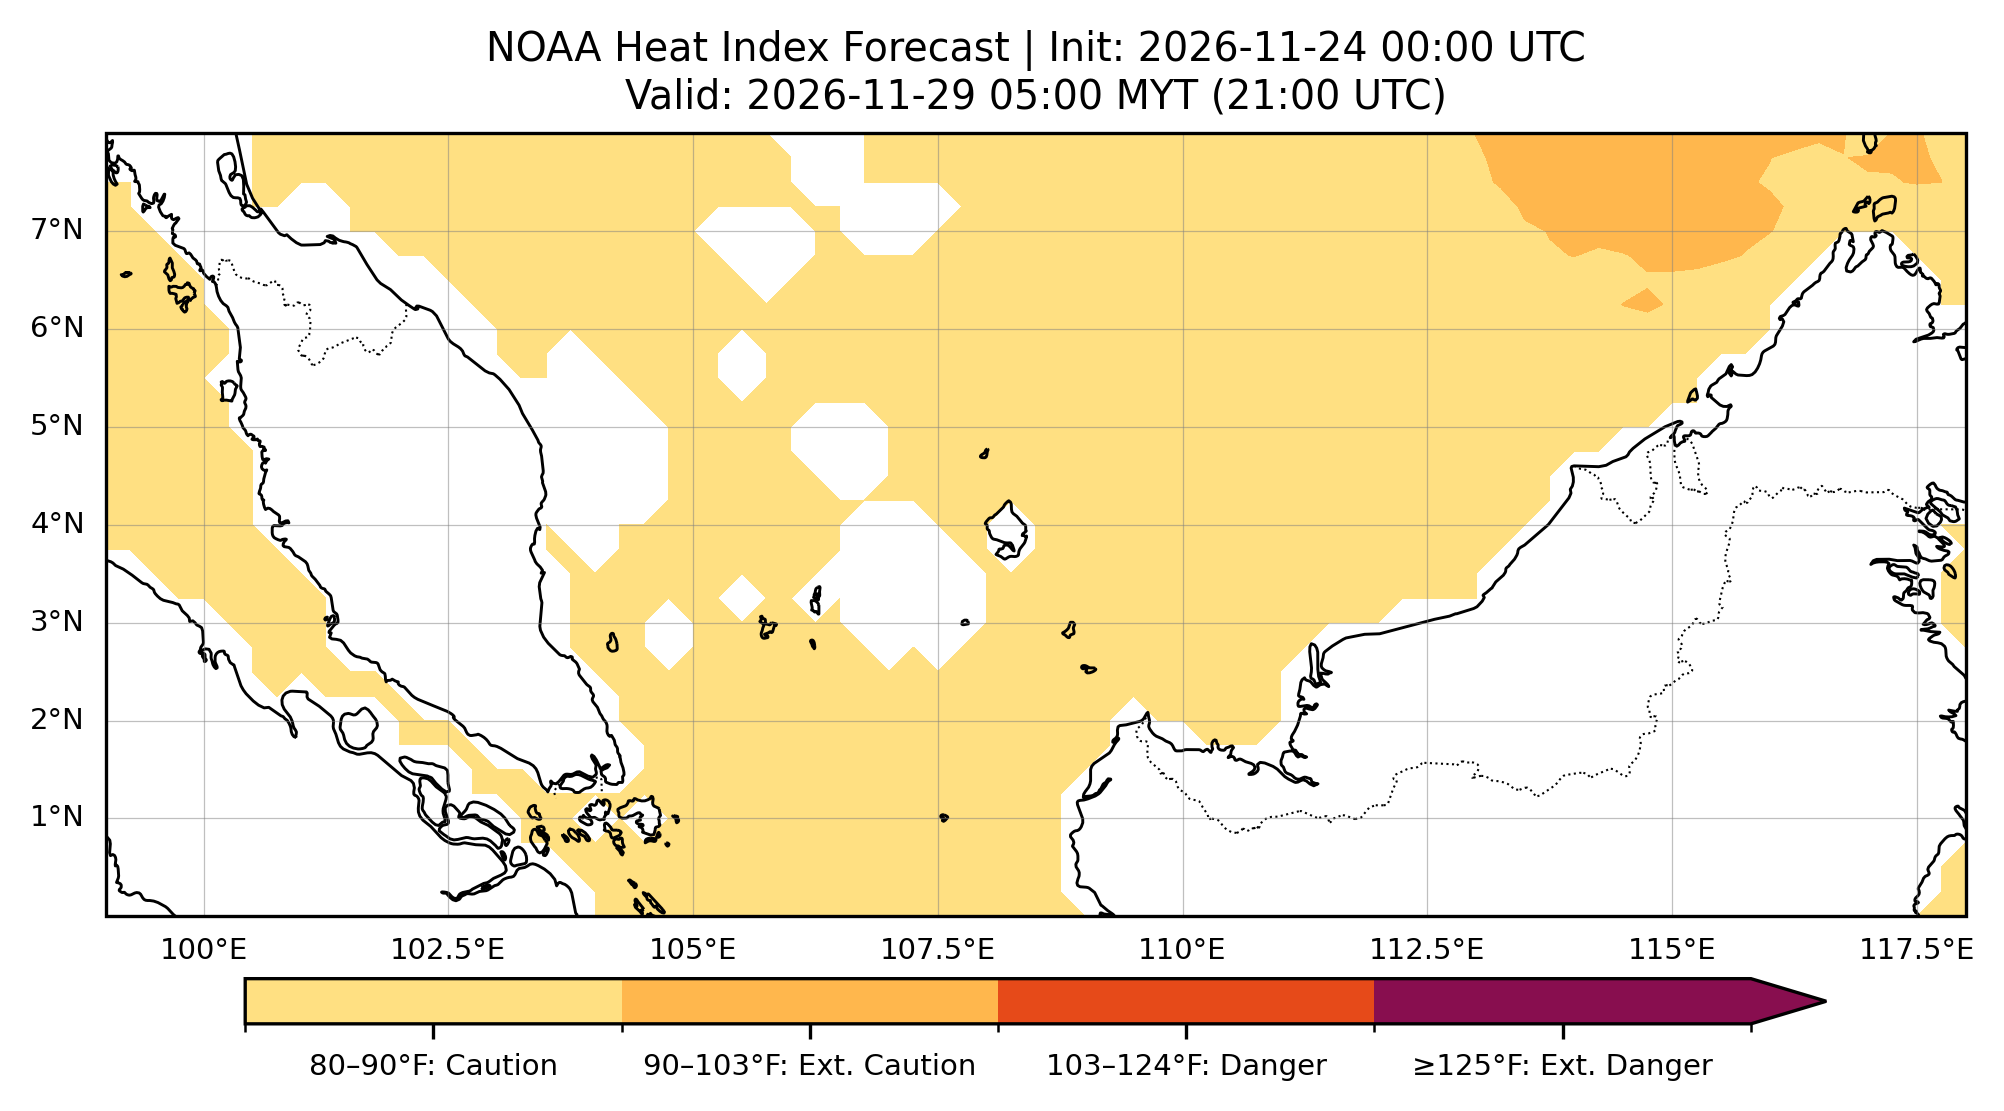 NOAA Heat Index Forecast | Init: 2026-11-24 00:00 UTC
Valid: 2026-11-29 05:00 MYT (21:00 UTC)
7°N
6°N
5°N
4°N
3°N
2°N
1°N
100°E 102.5°E 105°E 107.5°E 110°E 112.5°E 115°E 117.5°E
80–90°F: Caution 90–103°F: Ext. Caution 103–124°F: Danger ≥125°F: Ext. Danger